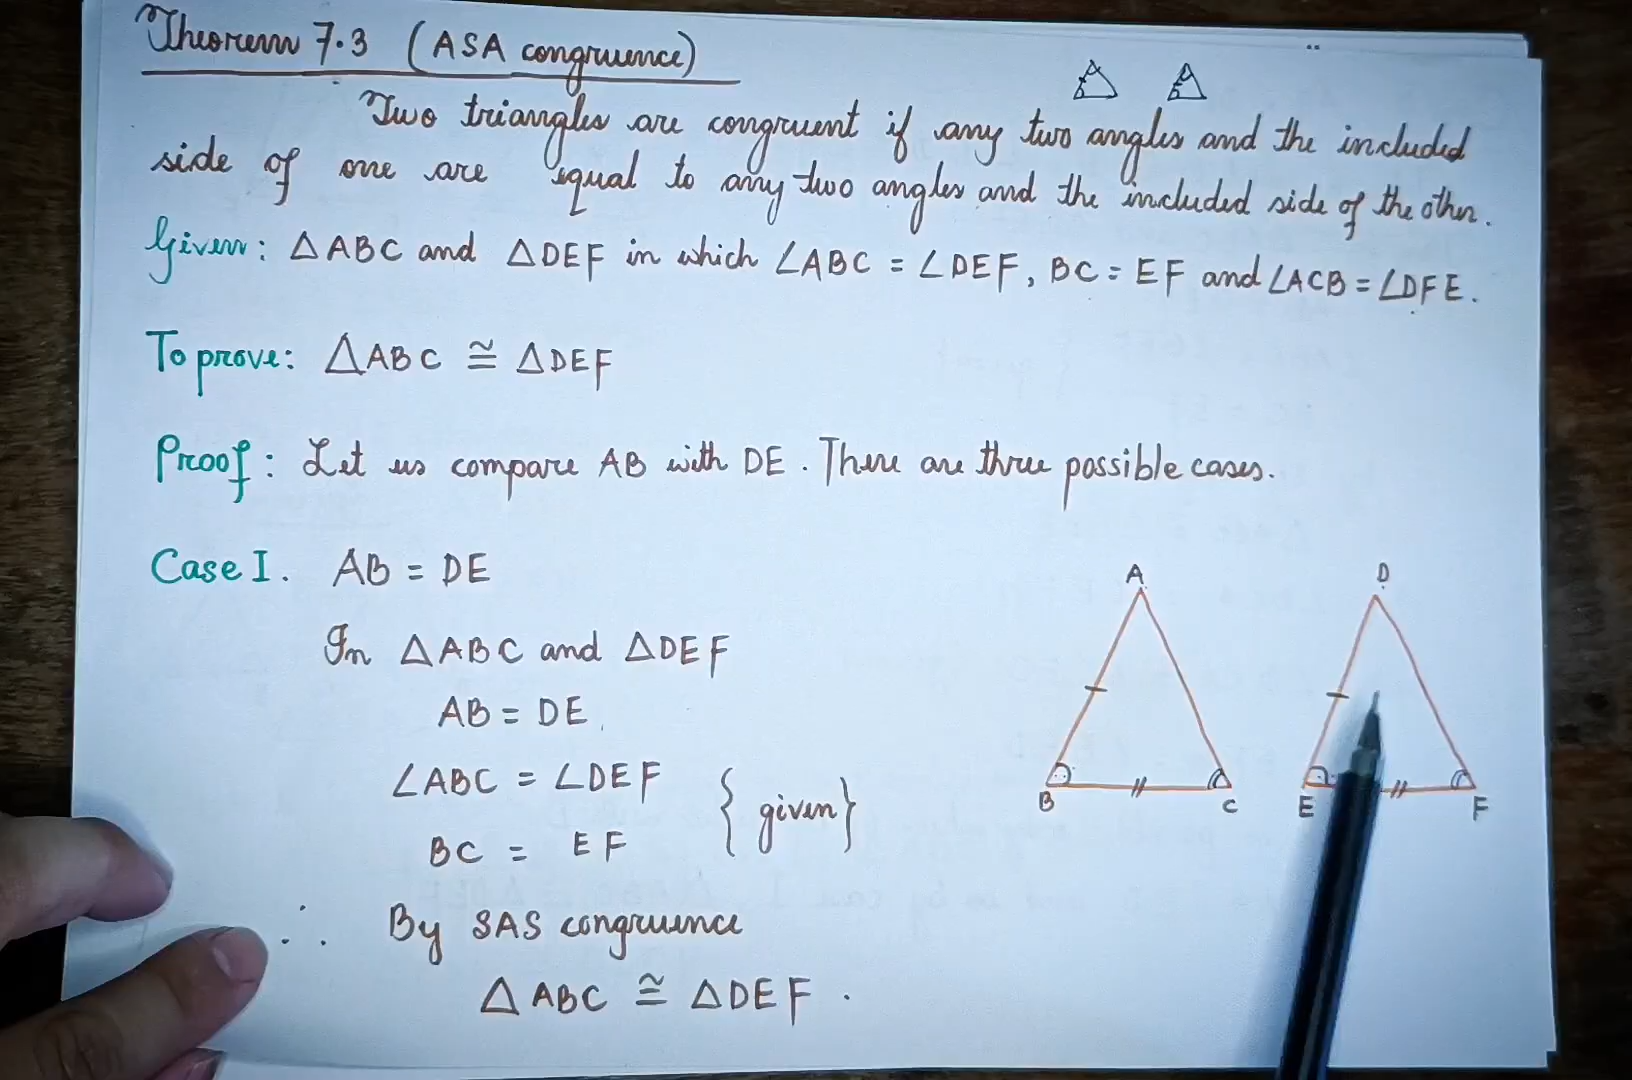 Theorem 7.3 (ASA congruence)
Two triangles are congruent if any two angles and the included
side of one are equal to any two angles and the included side of the other.
Given: △ABC and △DEF in which ∠ABC = ∠DEF, BC = EF and ∠ACB = ∠DFE.
To prove: △ABC ≅ △DEF
Proof: Let us compare AB with DE. There are three possible cases.
Case I. AB = DE
In △ABC and △DEF
AB = DE
∠ABC = ∠DEF
BC = EF
{given}
∴ By SAS congruence
△ABC ≅ △DEF.
A
B
C
D
E
F